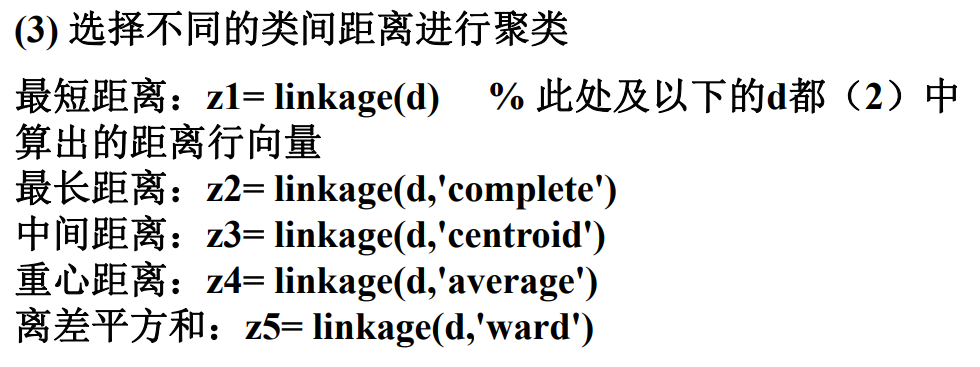 (3) 选择不同的类间距离进行聚类
最短距离：z1= linkage(d) % 此处及以下的d都（2）中
算出的距离行向量
最长距离：z2= linkage(d,'complete')
中间距离：z3= linkage(d,'centroid')
重心距离：z4= linkage(d,'average')
离差平方和：z5= linkage(d,'ward')